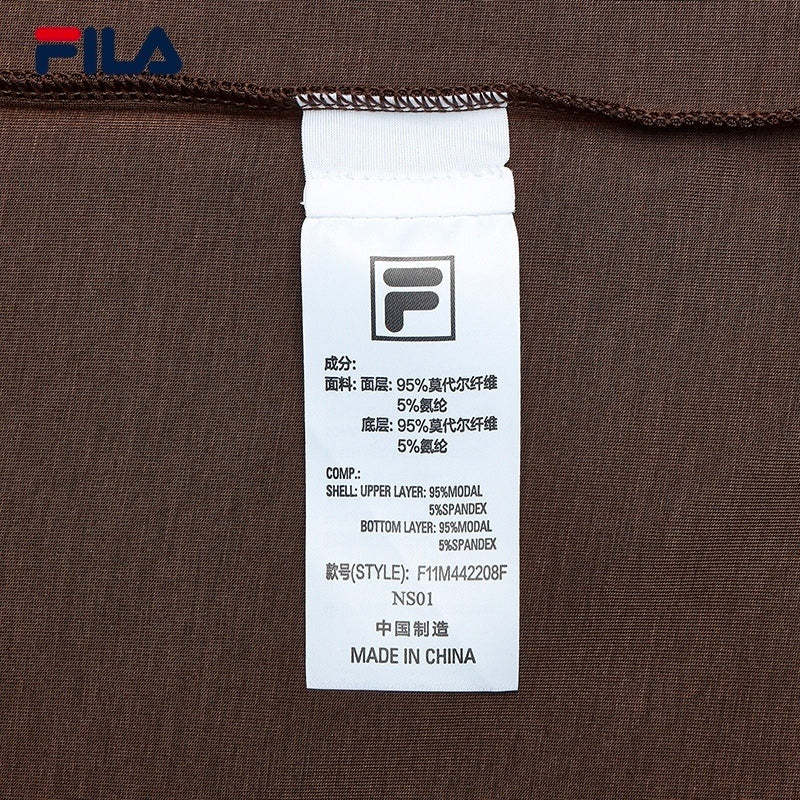 FILA
F
成分:
面料: 面层: 95%莫代尔纤维
5%氨纶
底层: 95%莫代尔纤维
5%氨纶
COMP.:
SHELL: UPPER LAYER: 95%MODAL
5%SPANDEX
BOTTOM LAYER: 95%MODAL
5%SPANDEX
款号(STYLE): F11M442208F
NS01
中国制造
MADE IN CHINA